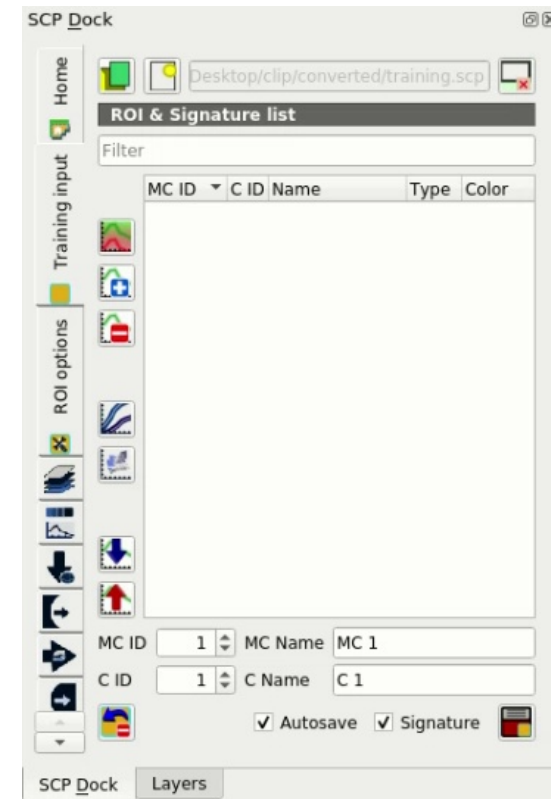 SCP Dock
Home
Training input
ROI options
Desktop/clip/converted/training.scp
ROI & Signature list
Filter
MC ID C ID Name Type Color
MC ID 1 MC Name MC 1
C ID 1 C Name C 1
Autosave Signature
SCP Dock Layers